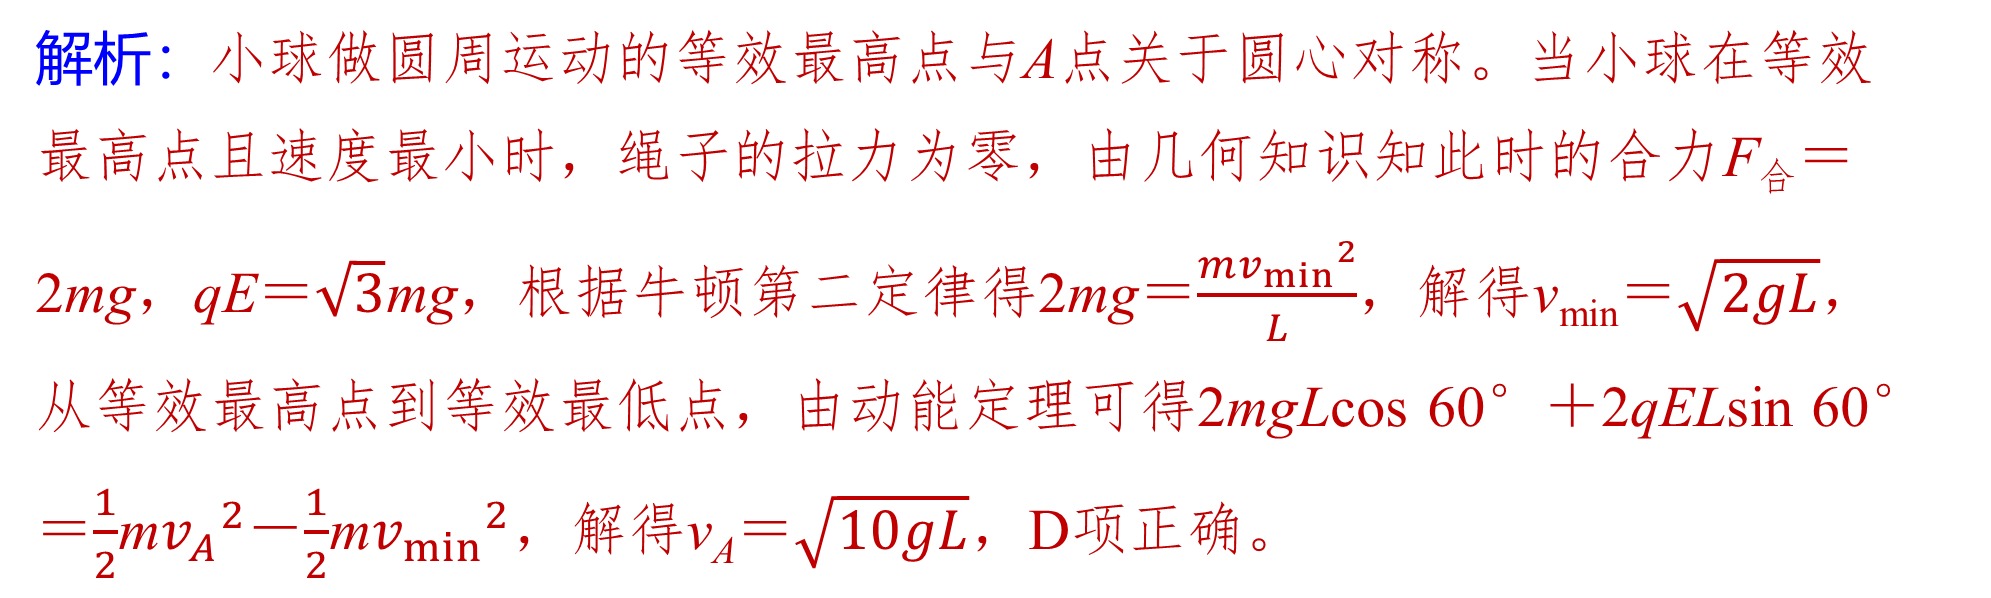 解析：小球做圆周运动的等效最高点与A点关于圆心对称。当小球在等效
最高点且速度最小时，绳子的拉力为零，由几何知识知此时的合力F合＝
2mg，qE＝√3mg，根据牛顿第二定律得2mg＝mvmin²/L，解得vmin＝√2gL，
从等效最高点到等效最低点，由动能定理可得2mgLcos 60°＋2qELsin 60°
＝1/2mvA²－1/2mvmin²，解得vA＝√10gL，D项正确。